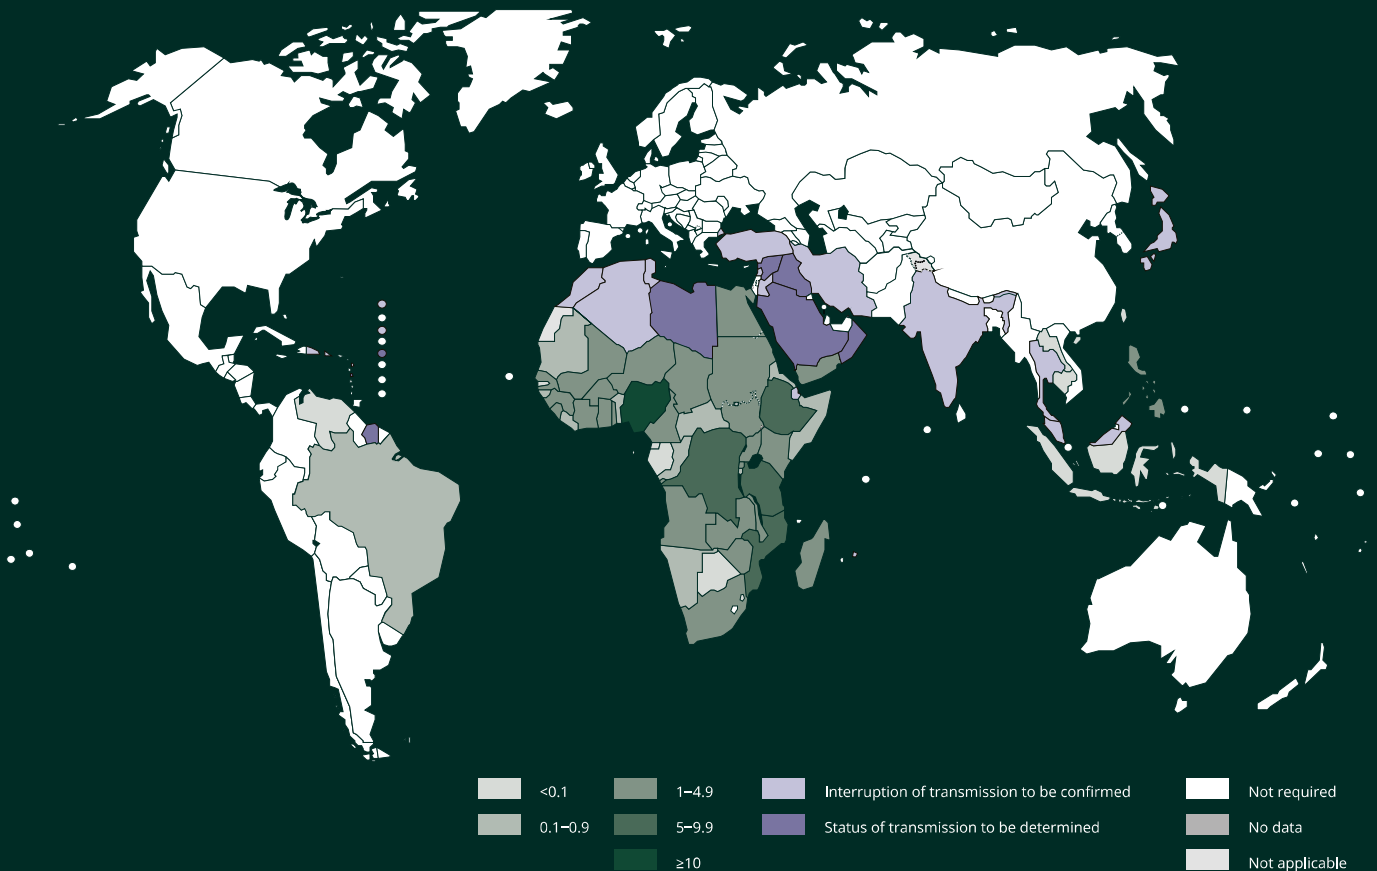 <0.1
1–4.9
Interruption of transmission to be confirmed
Not required
0.1–0.9
5–9.9
Status of transmission to be determined
No data
≥10
Not applicable